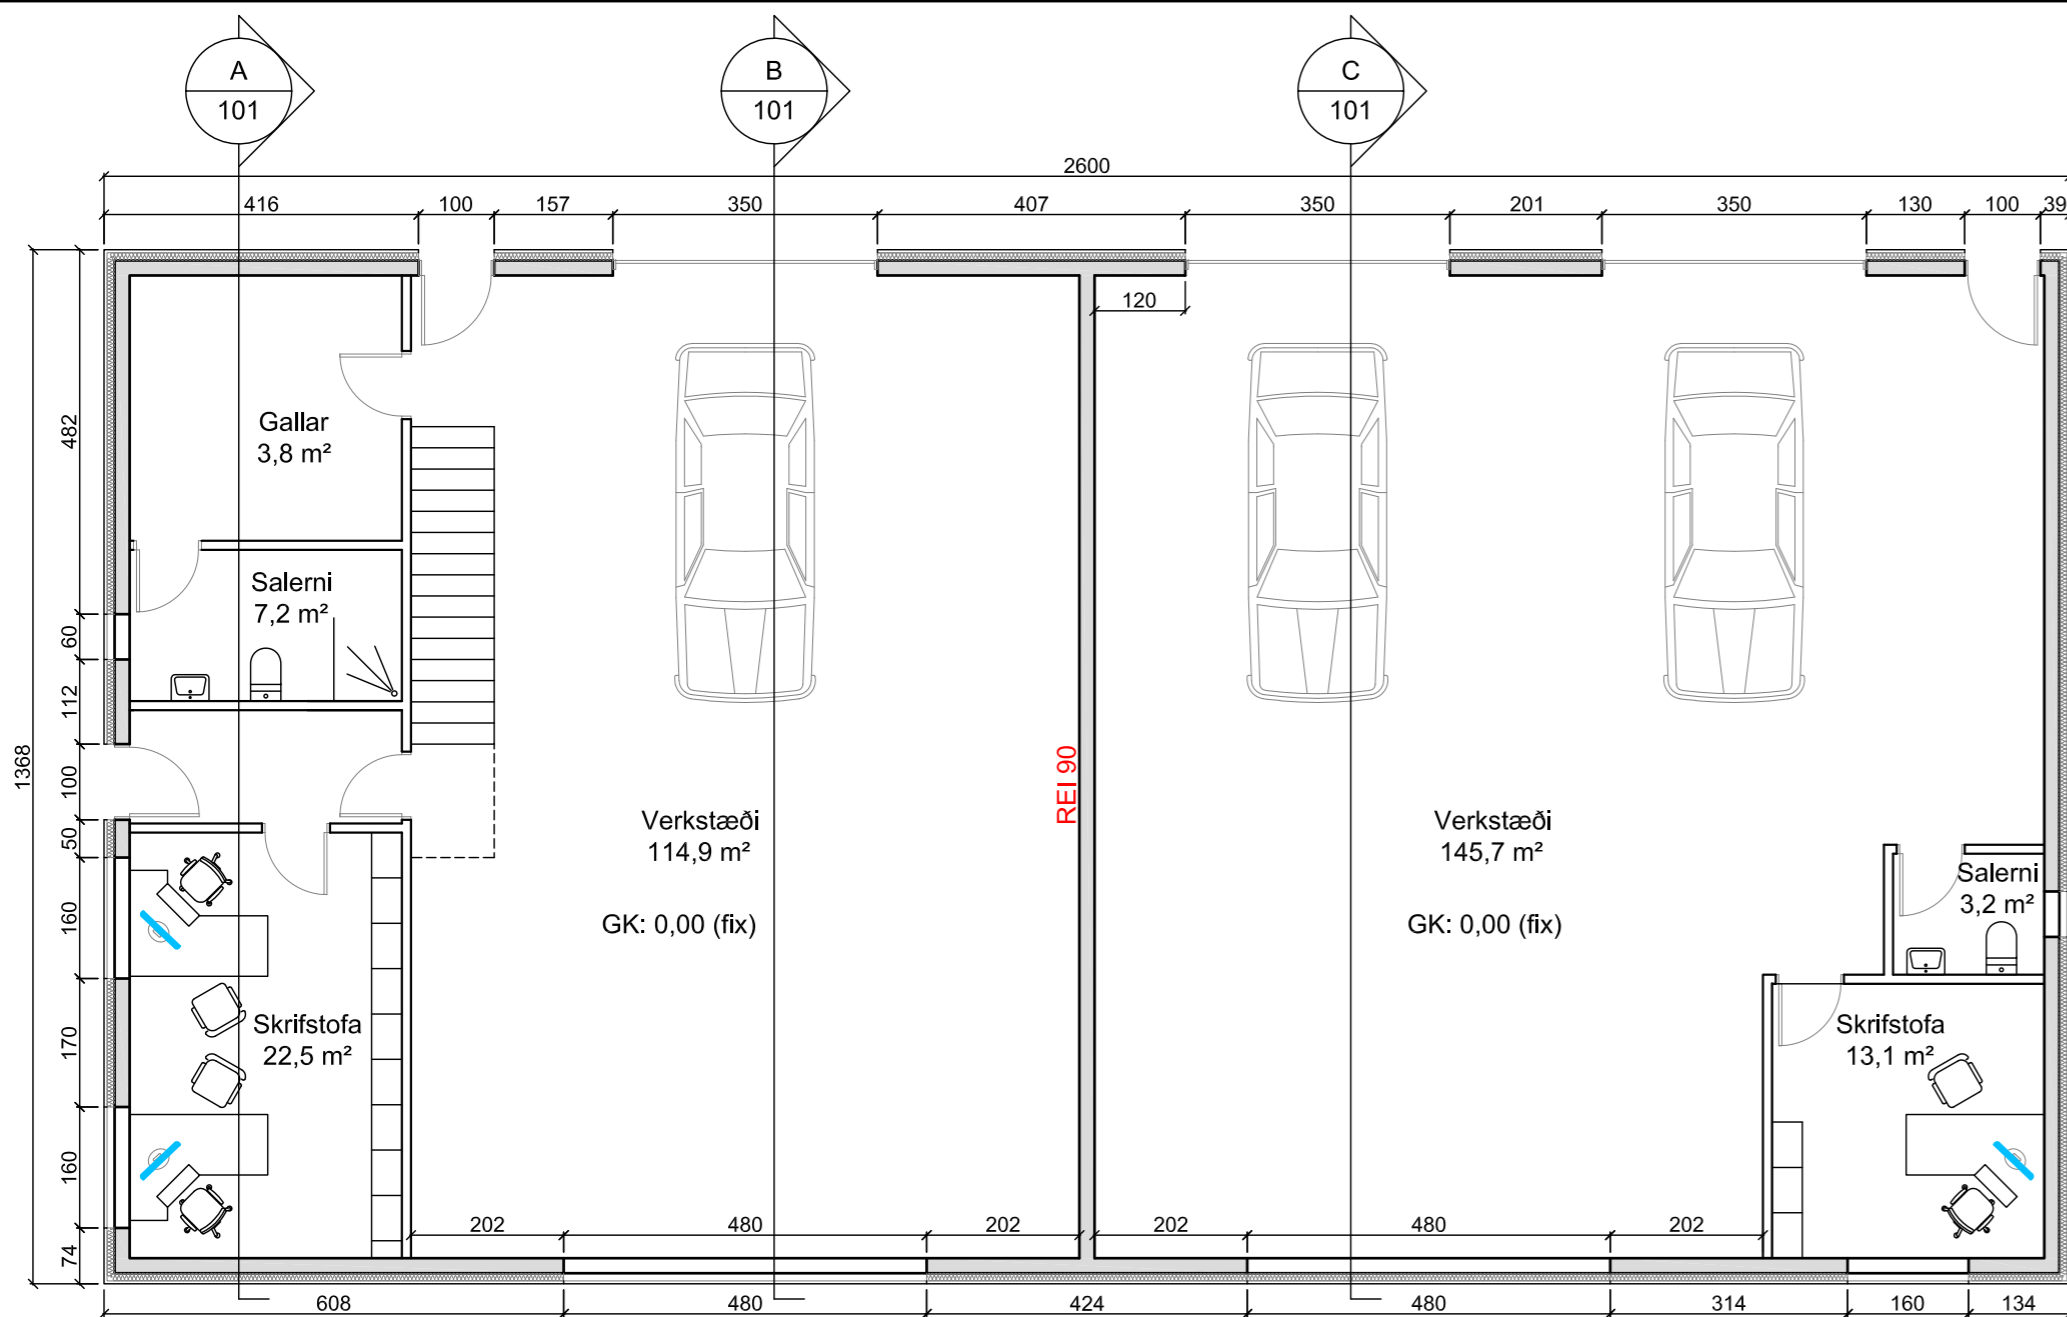 A
101
B
101
C
101
2600
416 100 157 350 407 350 201 350 130 100 39
120
482
Gallar
3,8 m²
Salerni
7,2 m²
60
112
1368
100
50
160
170
160
74
REI 90
Verkstæði
114,9 m²
GK: 0,00 (fix)
Verkstæði
145,7 m²
GK: 0,00 (fix)
Salerni
3,2 m²
Skrifstofa
22,5 m²
Skrifstofa
13,1 m²
202 480 202 202 480 202
608 480 424 480 314 160 134